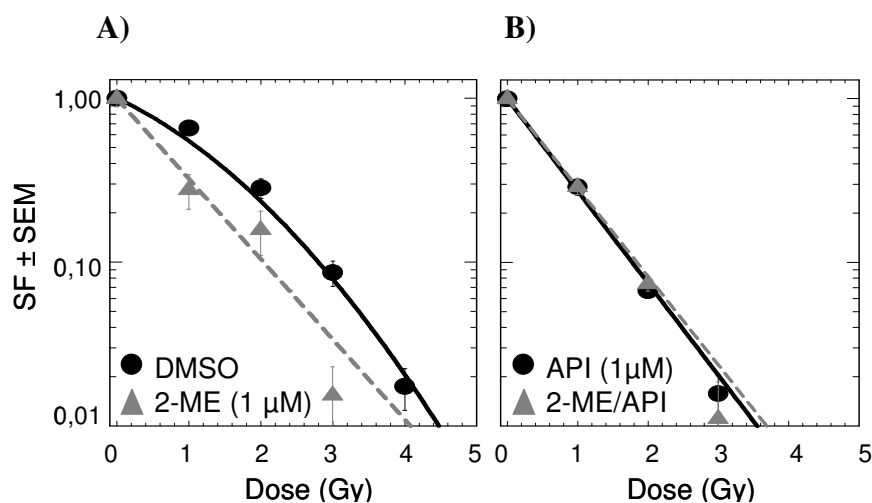 A)
B)
1,00
0,10
0,01
SF ± SEM
DMSO
2-ME (1 µM)
0 1 2 3 4 5
Dose (Gy)
API (1µM)
2-ME/API
0 1 2 3 4 5
Dose (Gy)